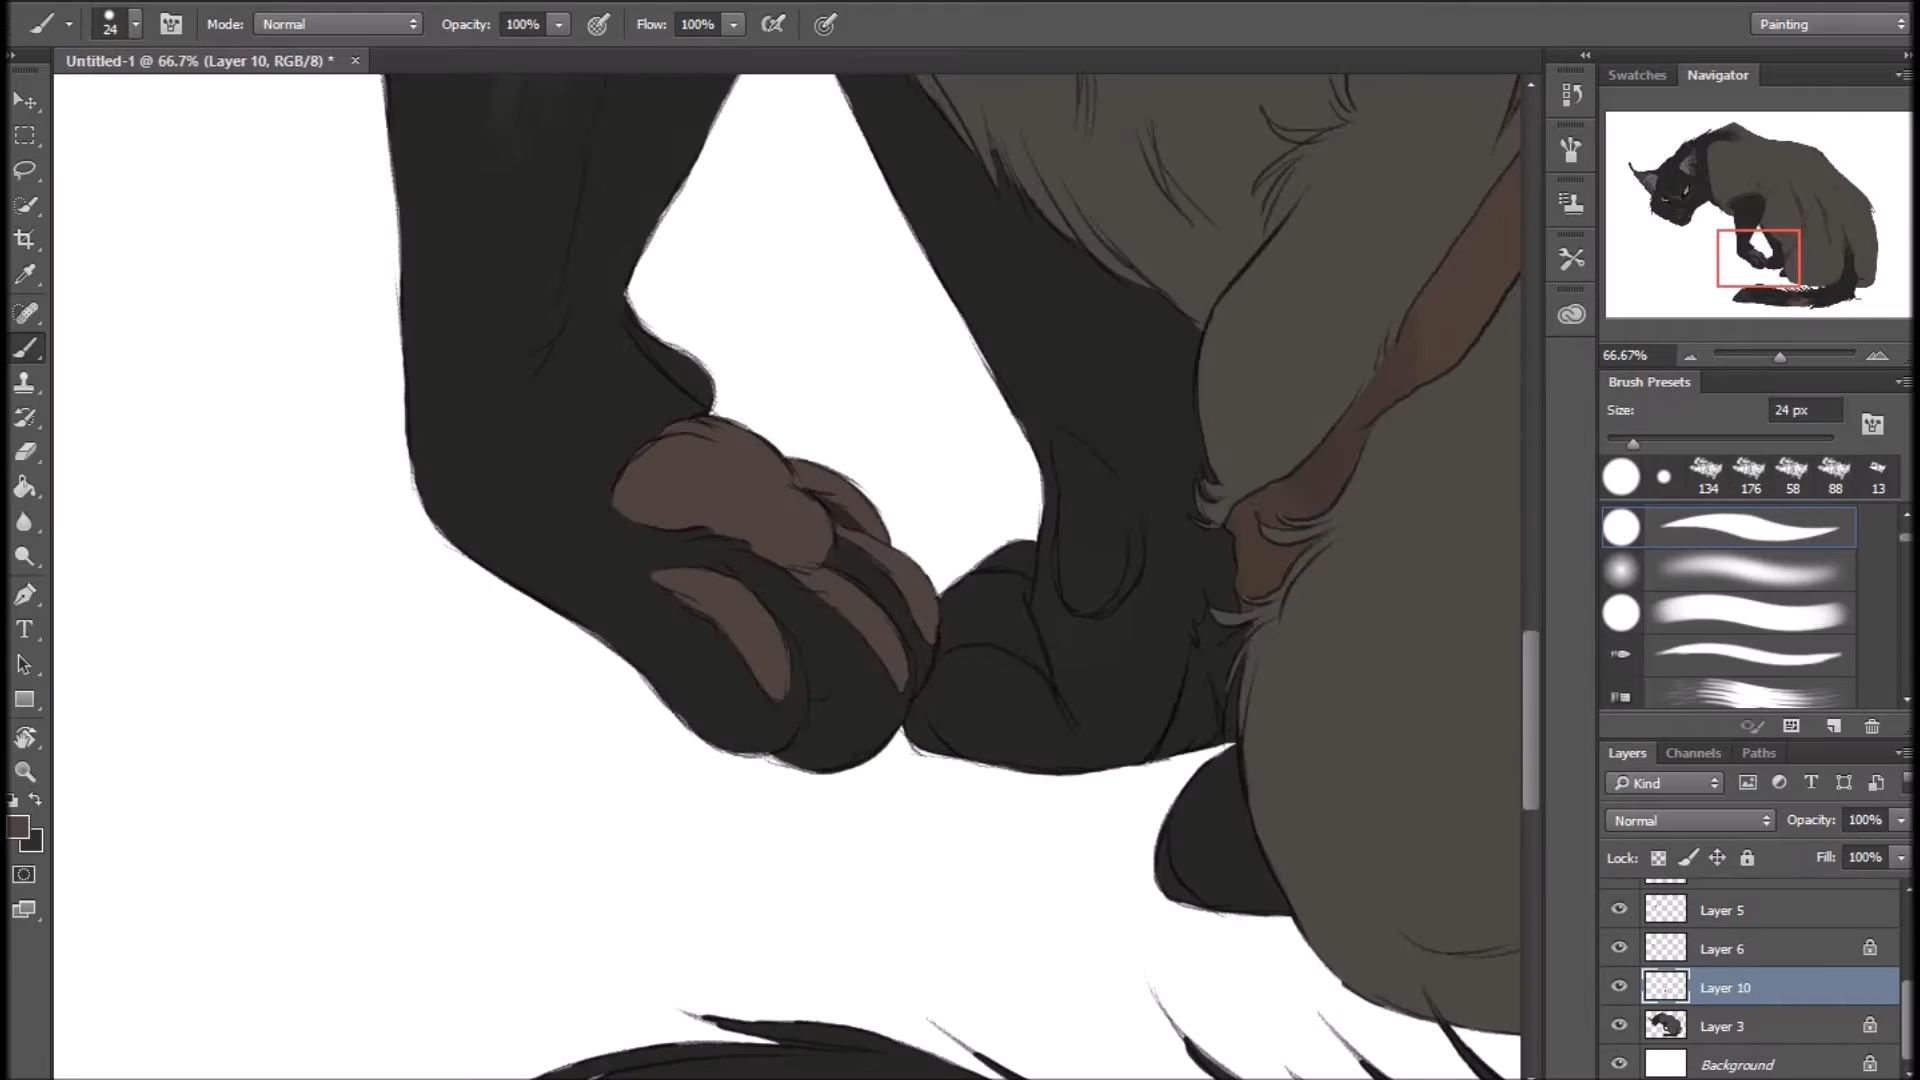 24
Mode: Normal
Opacity: 100%
Flow: 100%
Painting
Untitled-1 @ 66.7% (Layer 10, RGB/8) * ×
Swatches Navigator
66.67%
Brush Presets
Size: 24 px
134 176 58 88 13
Layers Channels Paths
Kind
Normal Opacity: 100%
Lock: Fill: 100%
Layer 5
Layer 6
Layer 10
Layer 3
Background